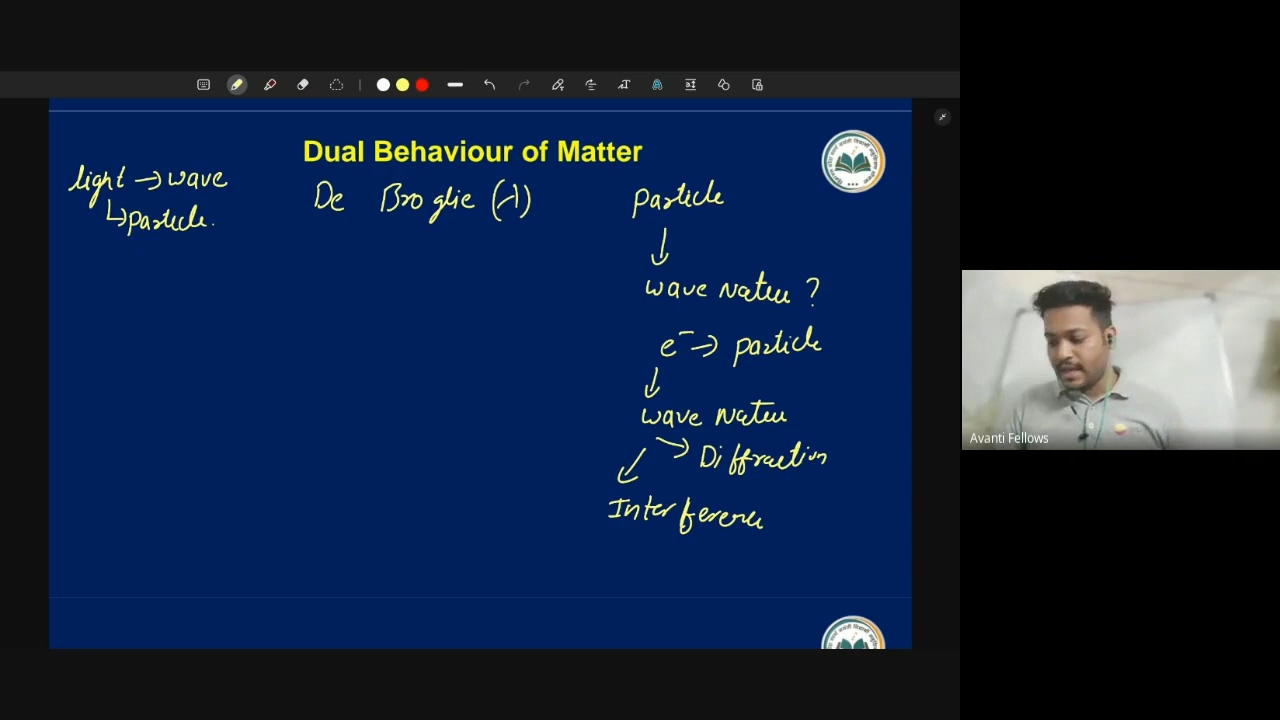 Dual Behaviour of Matter
light → wave
↳ particle.
De Broglie (λ)
Particle
↓
wave Nature ?
e⁻ → particle
↓
wave Nature
→ Diffraction
↙
Interference
Avanti Fellows